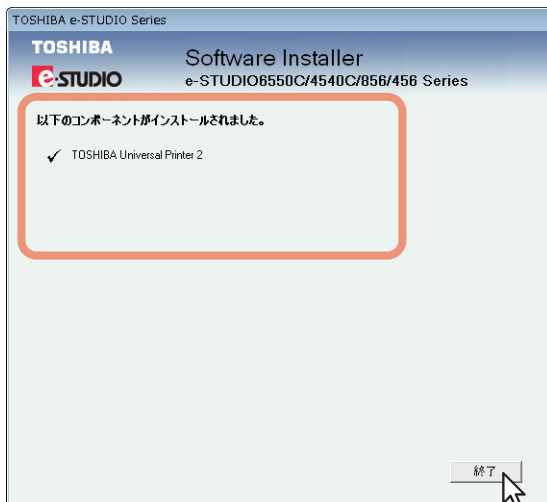 TOSHIBA e-STUDIO Series
TOSHIBA
e-STUDIO
Software Installer
e-STUDIO6550C/4540C/856/456 Series
以下のコンポーネントがインストールされました。
TOSHIBA Universal Printer 2
終了